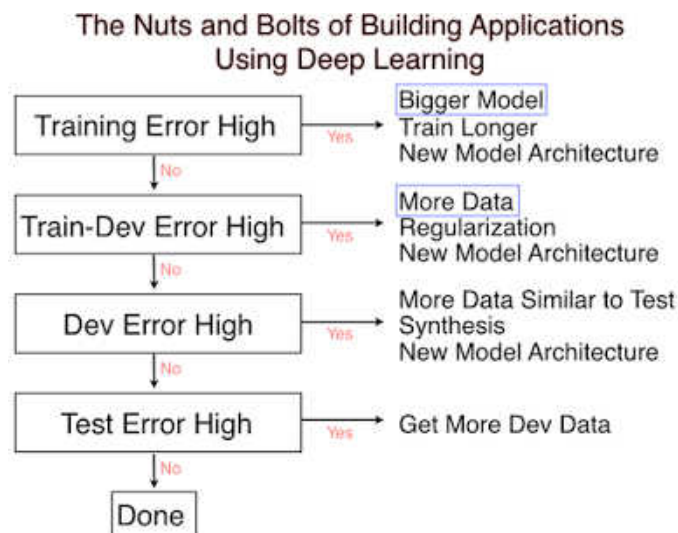 The Nuts and Bolts of Building Applications
Using Deep Learning
Training Error High
Yes
Bigger Model
Train Longer
New Model Architecture
No
Train-Dev Error High
Yes
More Data
Regularization
New Model Architecture
No
Dev Error High
Yes
More Data Similar to Test
Synthesis
New Model Architecture
No
Test Error High
Yes
Get More Dev Data
No
Done